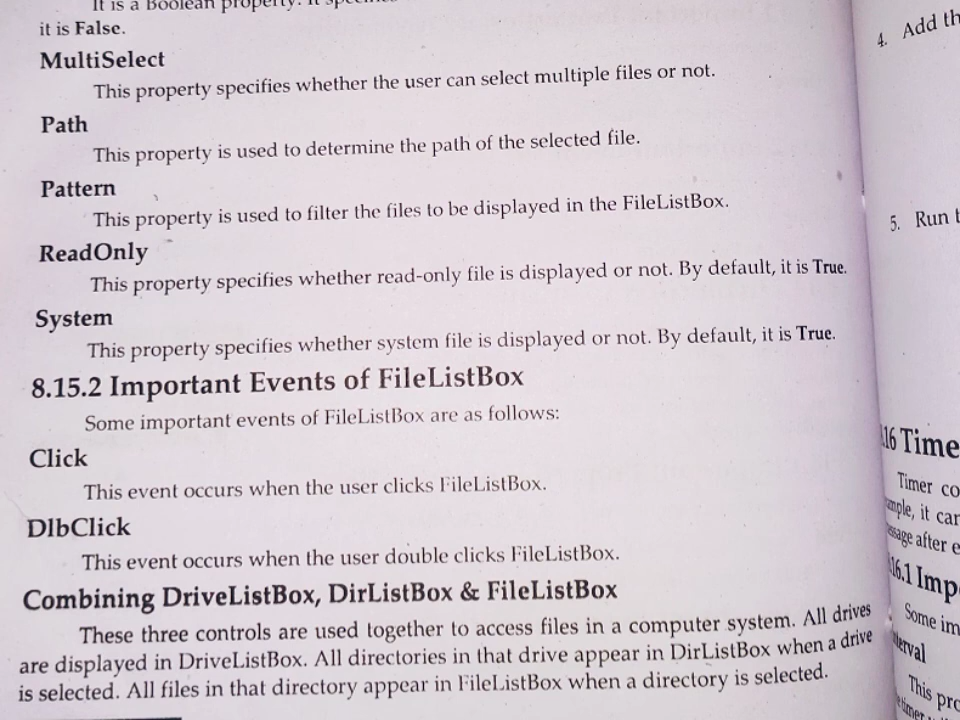 It is a Boolean property. It
it is False.
MultiSelect
This property specifies whether the user can select multiple files or not.
Path
This property is used to determine the path of the selected file.
Pattern
This property is used to filter the files to be displayed in the FileListBox.
ReadOnly
This property specifies whether read-only file is displayed or not. By default, it is True.
System
This property specifies whether system file is displayed or not. By default, it is True.
8.15.2 Important Events of FileListBox
Some important events of FileListBox are as follows:
Click
This event occurs when the user clicks FileListBox.
DlbClick
This event occurs when the user double clicks FileListBox.
Combining DriveListBox, DirListBox & FileListBox
These three controls are used together to access files in a computer system. All drives
are displayed in DriveListBox. All directories in that drive appear in DirListBox when a drive
is selected. All files in that directory appear in FileListBox when a directory is selected.
4. Add
5. Run
Timer
it can
after
Some
This